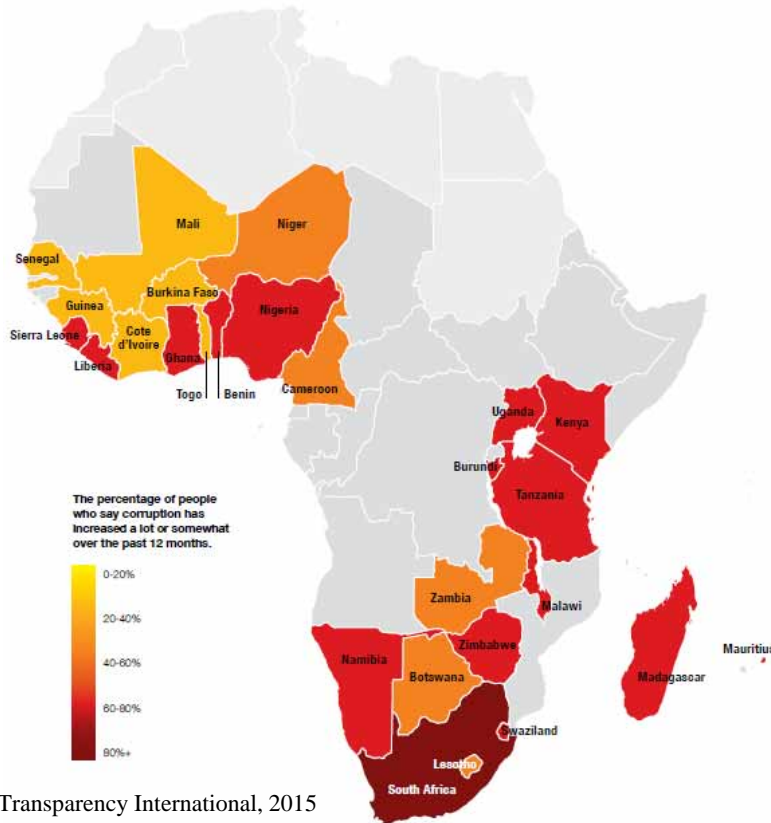 Mali
Niger
Senegal
Burkina Faso
Guinea
Nigeria
Sierra Leone
Cote
d'Ivoire
Ghana
Liberia
Togo
Benin
Cameroon
Uganda
Kenya
Burundi
Tanzania
The percentage of people
who say corruption has
increased a lot or somewhat
over the past 12 months.
0-20%
20-40%
40-60%
60-80%
80%+
Zambia
Malawi
Zimbabwe
Namibia
Botswana
Madagascar
Mauritius
Swaziland
Lesotho
South Africa
Transparency International, 2015